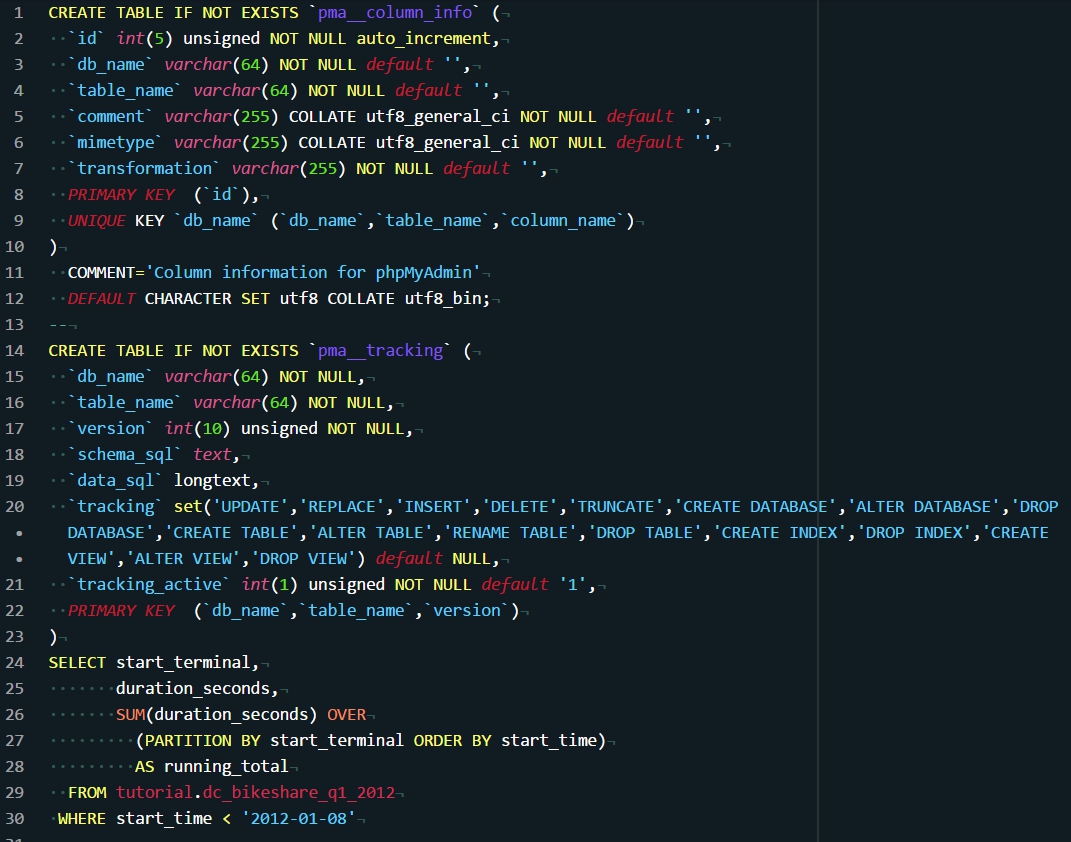 1 CREATE TABLE IF NOT EXISTS `pma__column_info` (¬
2 ··`id` int(5) unsigned NOT NULL auto_increment,¬
3 ··`db_name` varchar(64) NOT NULL default '',¬
4 ··`table_name` varchar(64) NOT NULL default '',¬
5 ··`comment` varchar(255) COLLATE utf8_general_ci NOT NULL default '',¬
6 ··`mimetype` varchar(255) COLLATE utf8_general_ci NOT NULL default '',¬
7 ··`transformation` varchar(255) NOT NULL default '',¬
8 ··PRIMARY KEY  (`id`),¬
9 ··UNIQUE KEY `db_name` (`db_name`,`table_name`,`column_name`)¬
10 )¬
11 ··COMMENT='Column information for phpMyAdmin'¬
12 ··DEFAULT CHARACTER SET utf8 COLLATE utf8_bin;¬
13 --¬
14 CREATE TABLE IF NOT EXISTS `pma__tracking` (¬
15 ··`db_name` varchar(64) NOT NULL,¬
16 ··`table_name` varchar(64) NOT NULL,¬
17 ··`version` int(10) unsigned NOT NULL,¬
18 ··`schema_sql` text,¬
19 ··`data_sql` longtext,¬
20 ··`tracking` set('UPDATE','REPLACE','INSERT','DELETE','TRUNCATE','CREATE DATABASE','ALTER DATABASE','DROP
• DATABASE','CREATE TABLE','ALTER TABLE','RENAME TABLE','DROP TABLE','CREATE INDEX','DROP INDEX','CREATE
• VIEW','ALTER VIEW','DROP VIEW') default NULL,¬
21 ··`tracking_active` int(1) unsigned NOT NULL default '1',¬
22 ··PRIMARY KEY  (`db_name`,`table_name`,`version`)¬
23 )¬
24 SELECT start_terminal,¬
25 ·······duration_seconds,¬
26 ·······SUM(duration_seconds) OVER¬
27 ·········(PARTITION BY start_terminal ORDER BY start_time)¬
28 ·········AS running_total¬
29 ··FROM tutorial.dc_bikeshare_q1_2012¬
30 ·WHERE start_time < '2012-01-08'¬